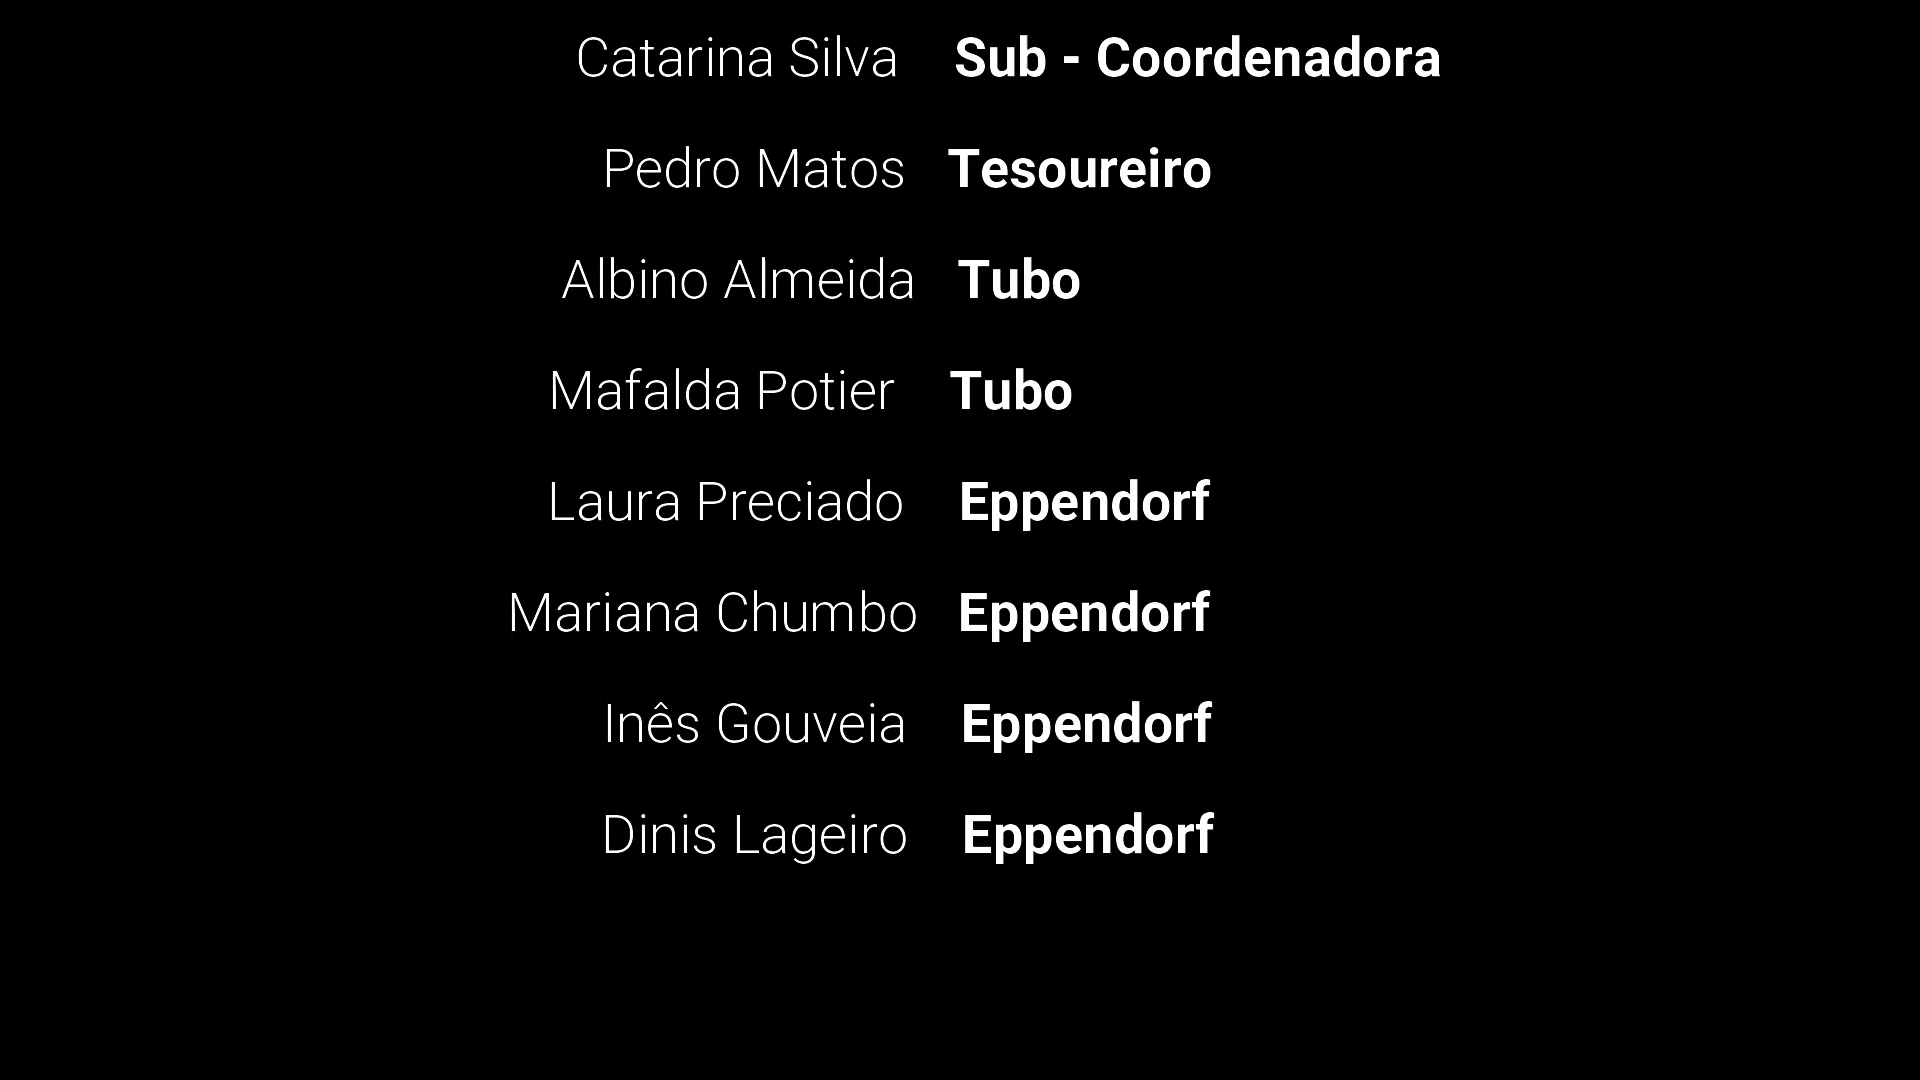 Catarina Silva Sub - Coordenadora
Pedro Matos Tesoureiro
Albino Almeida Tubo
Mafalda Potier Tubo
Laura Preciado Eppendorf
Mariana Chumbo Eppendorf
Inês Gouveia Eppendorf
Dinis Lageiro Eppendorf